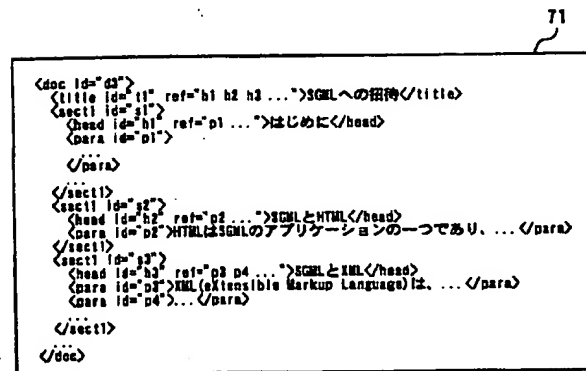 71
<doc id="d3">
<title id="t1" ref="h1 h2 h3 ...">SGMLへの招待</title>
<sect1 id="s1">
<head id="h1" ref="p1 ...">はじめに</head>
<para id="p1">
...
</para>
...
</sect1>
<sect1 id="s2">
<head id="h2" ref="p2 ...">SGMLとHTML</head>
<para id="p2">HTMLはSGMLのアプリケーションの一つであり、...</para>
</sect1>
<sect1 id="s3">
<head id="h3" ref="p3 p4 ...">SGMLとXML</head>
<para id="p3">XML(eXtensible Markup Language)は、...</para>
<para id="p4">...</para>
...
</sect1>
...
</doc>